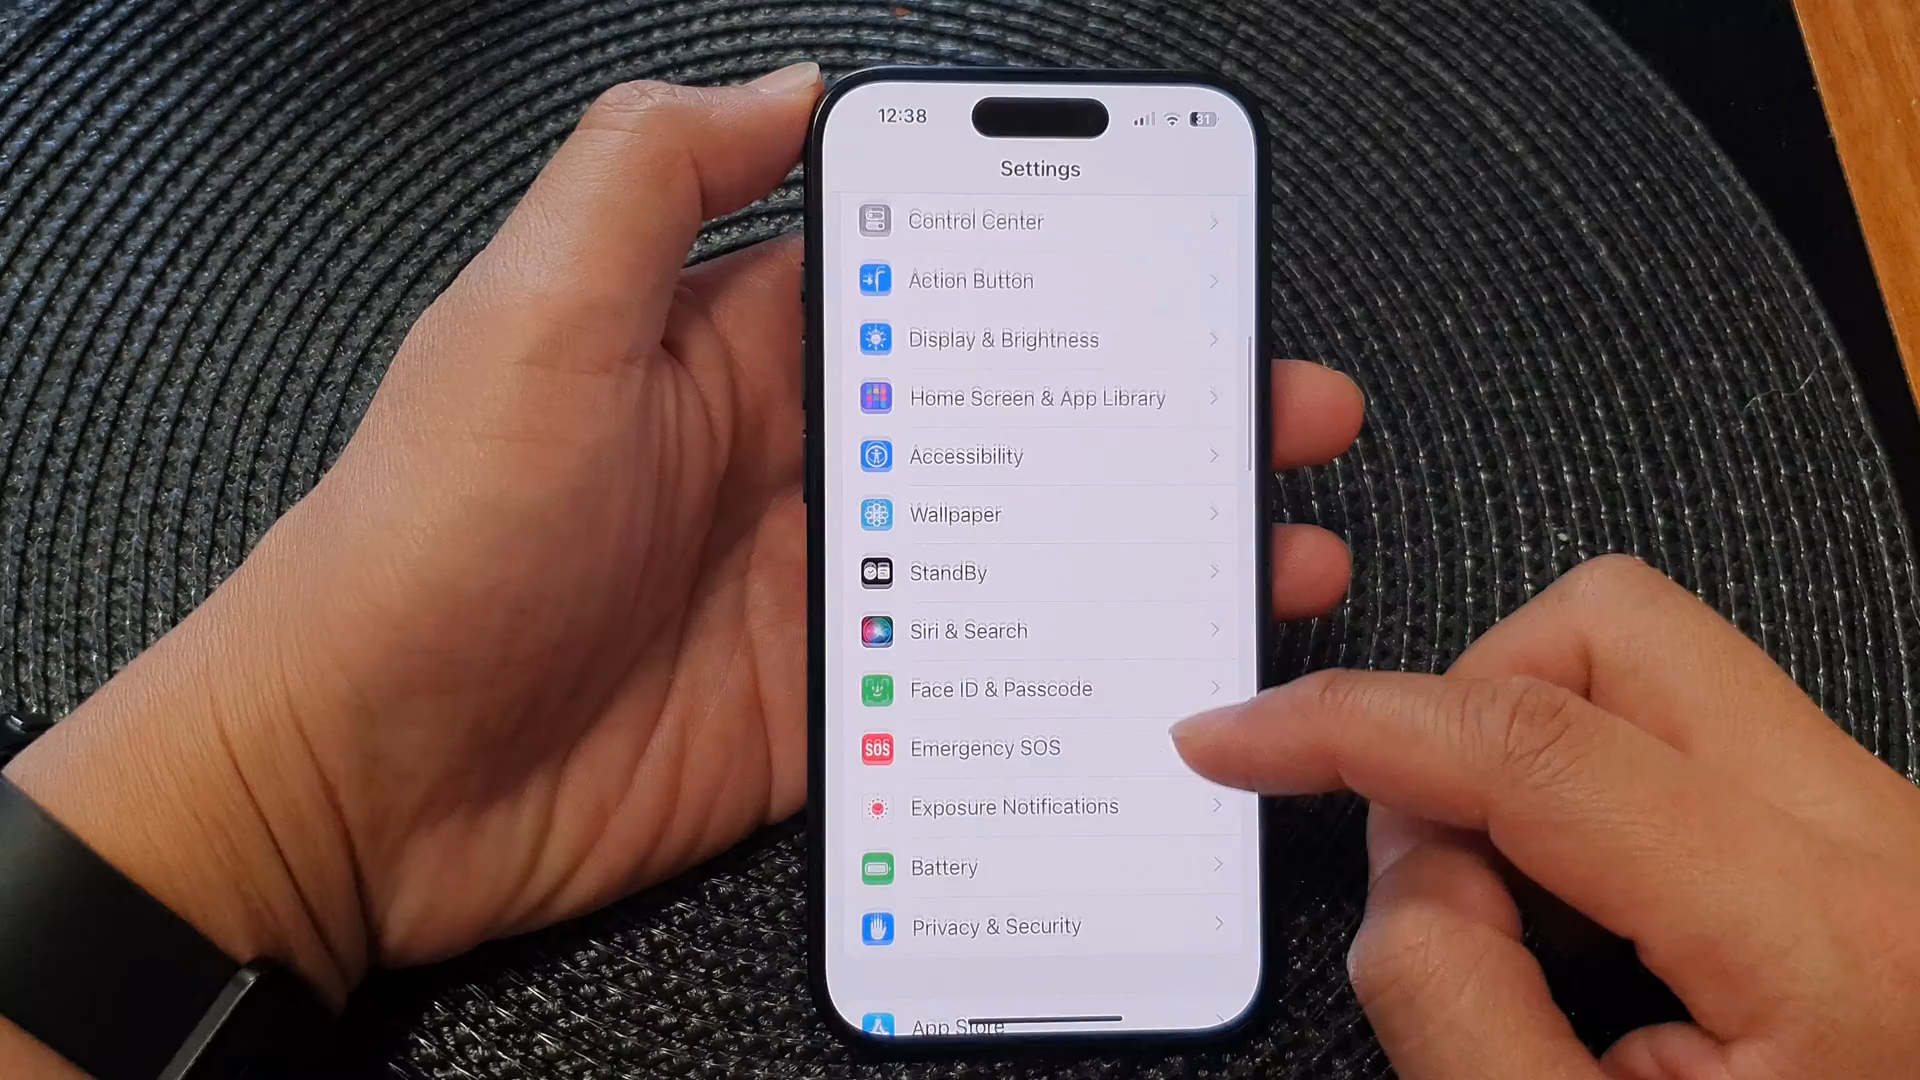 12:38
31
Settings
Control Center
Action Button
Display & Brightness
Home Screen & App Library
Accessibility
Wallpaper
StandBy
Siri & Search
Face ID & Passcode
SOS
Emergency SOS
Exposure Notifications
Battery
Privacy & Security
App Store